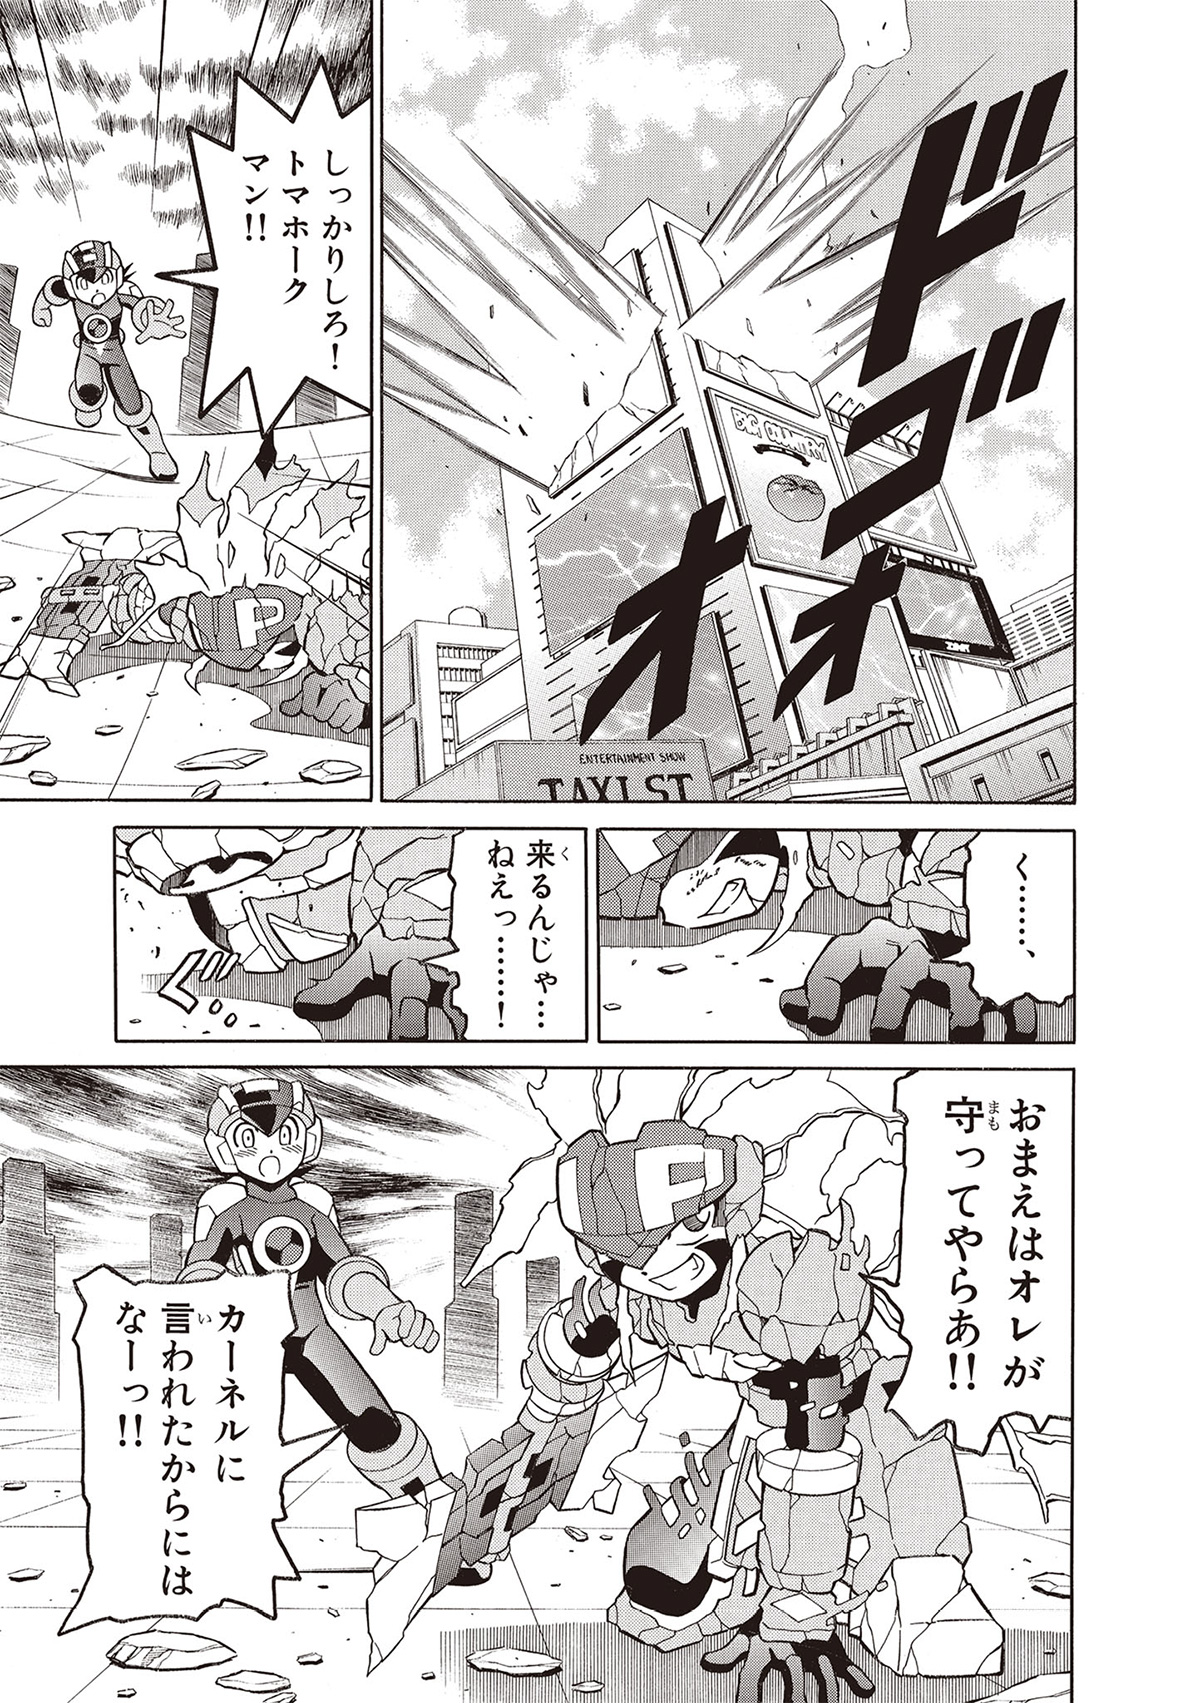 ドゴオオ
BIG COUNTRY
ENTERTAINMENT SHOW
TAXI ST
しっかりしろ！
トマホーク
マン!!
P
く……、
来るんじゃ…
ねえっ………！
ググ
おまえはオレが
守ってやらあ!!
P
カーネルに
言われたからには
なーっ!!